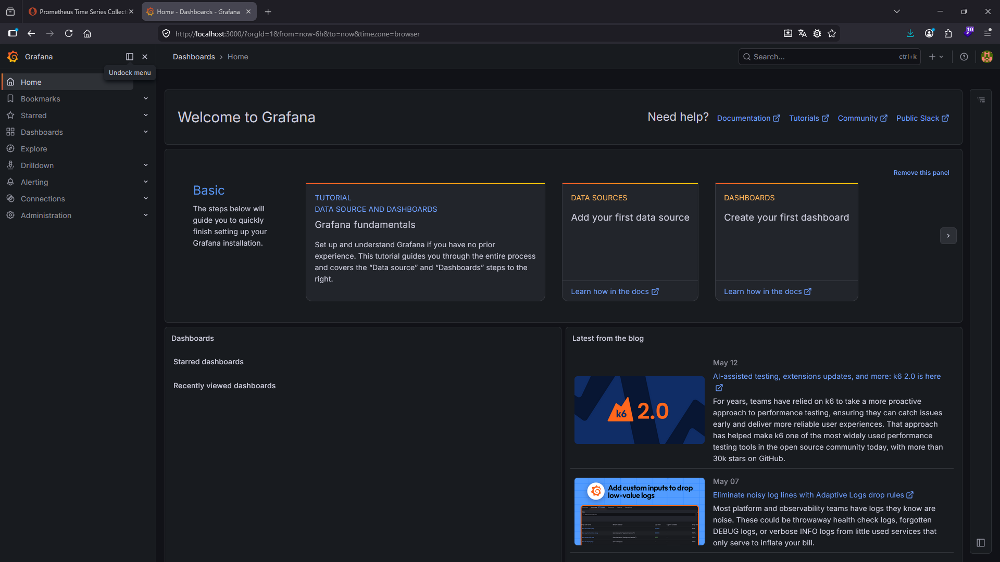 Prometheus Time Series Collect
Home - Dashboards - Grafana
http://localhost:3000/?orgId=1&from=now-6h&to=now&timezone=browser
10
Grafana
Dashboards › Home
Search...
ctrl+k
Undock menu
Home
Bookmarks
Starred
Dashboards
Explore
Drilldown
Alerting
Connections
Administration
Welcome to Grafana
Need help?
Documentation
Tutorials
Community
Public Slack
Remove this panel
Basic
The steps below will
guide you to quickly
finish setting up your
Grafana installation.
TUTORIAL
DATA SOURCE AND DASHBOARDS
Grafana fundamentals
Set up and understand Grafana if you have no prior
experience. This tutorial guides you through the entire process
and covers the “Data source” and “Dashboards” steps to the
right.
DATA SOURCES
Add your first data source
Learn how in the docs
DASHBOARDS
Create your first dashboard
Learn how in the docs
Dashboards
Starred dashboards
Recently viewed dashboards
Latest from the blog
k6 2.0
May 12
AI-assisted testing, extensions updates, and more: k6 2.0 is here
For years, teams have relied on k6 to take a more proactive
approach to performance testing, ensuring they can catch issues
early and deliver more reliable user experiences. That approach
has helped make k6 one of the most widely used performance
testing tools in the open source community today, with more than
30k stars on GitHub.
Add custom inputs to drop
low-value logs
May 07
Eliminate noisy log lines with Adaptive Logs drop rules
Most platform and observability teams have logs they know are
noise. These could be throwaway health check logs, forgotten
DEBUG logs, or verbose INFO logs from little used services that
only serve to inflate your bill.